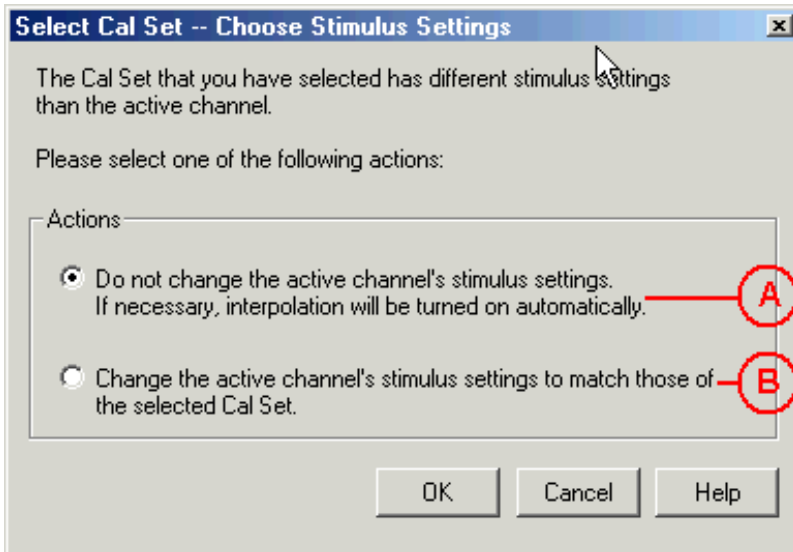 Select Cal Set -- Choose Stimulus Settings
The Cal Set that you have selected has different stimulus settings
than the active channel.
Please select one of the following actions:
Actions
Do not change the active channel's stimulus settings.
If necessary, interpolation will be turned on automatically.
A
Change the active channel's stimulus settings to match those of
the selected Cal Set.
B
OK
Cancel
Help